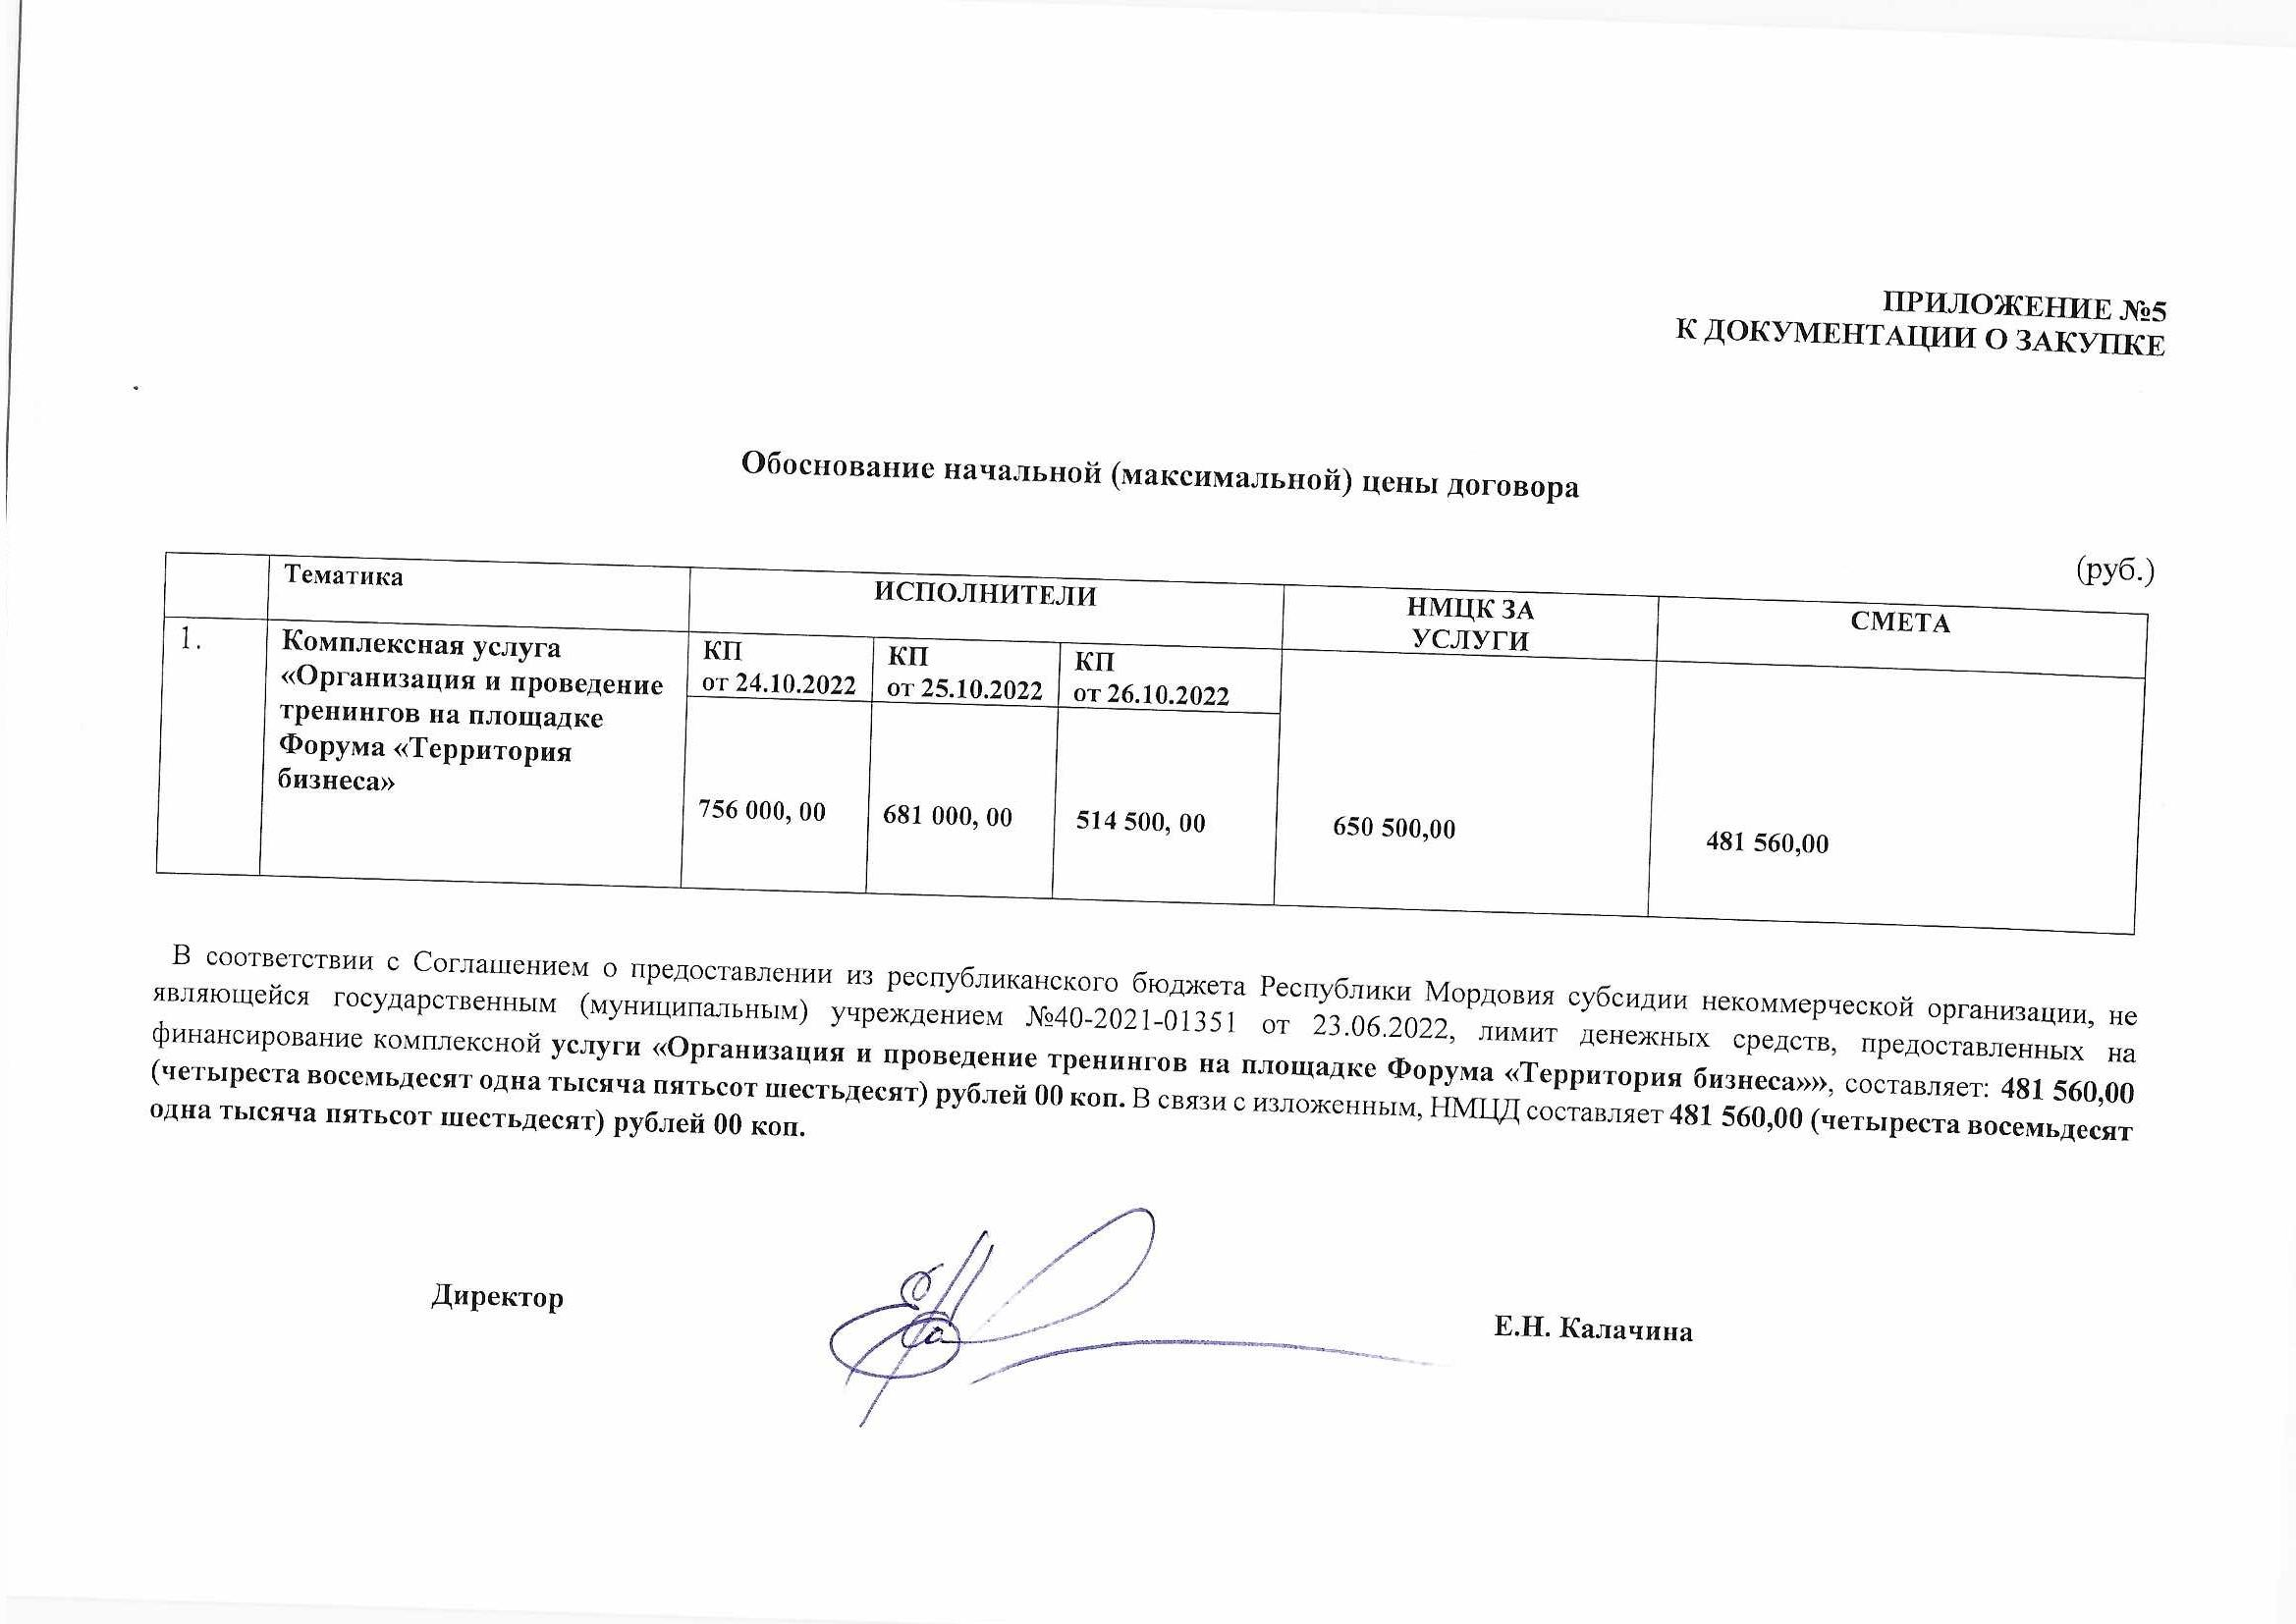 ПРИЛОЖЕНИЕ №5
К ДОКУМЕНТАЦИИ О ЗАКУПКЕ
Обоснование начальной (максимальной) цены договора
(руб.)
Тематика
ИСПОЛНИТЕЛИ
НМЦК ЗА
УСЛУГИ
СМЕТА
1.
Комплексная услуга
«Организация и проведение
тренингов на площадке
Форума «Территория
бизнеса»
КП
от 24.10.2022
КП
от 25.10.2022
КП
от 26.10.2022
756 000, 00
681 000, 00
514 500, 00
650 500,00
481 560,00
В соответствии с Соглашением о предоставлении из республиканского бюджета Республики Мордовия субсидии некоммерческой организации, не
являющейся государственным (муниципальным) учреждением №40-2021-01351 от 23.06.2022, лимит денежных средств, предоставленных на
финансирование комплексной услуги «Организация и проведение тренингов на площадке Форума «Территория бизнеса»», составляет: 481 560,00
(четыреста восемьдесят одна тысяча пятьсот шестьдесят) рублей 00 коп. В связи с изложенным, НМЦД составляет 481 560,00 (четыреста восемьдесят
одна тысяча пятьсот шестьдесят) рублей 00 коп.
Директор
Е.Н. Калачина